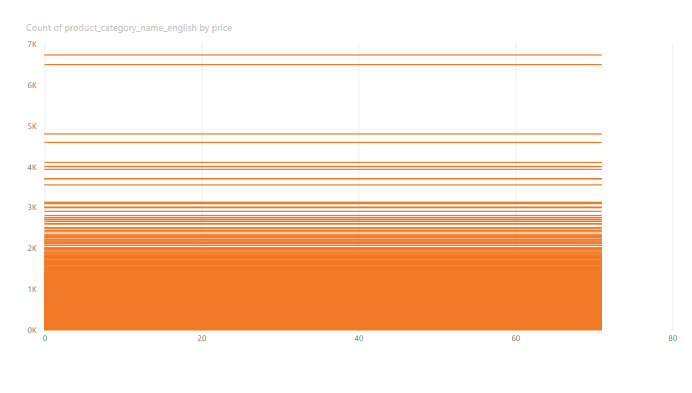 Count of product_category_name_english by price
7K
6K
5K
4K
3K
2K
1K
0K
0 20 40 60 80